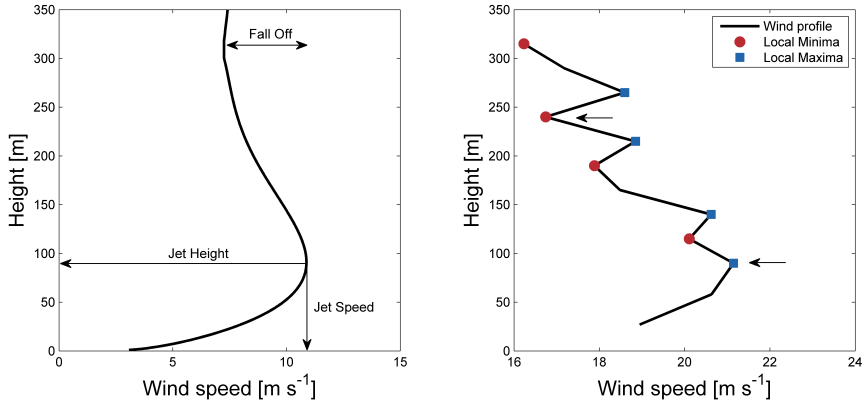 350
300
250
200
150
100
50
0
Height [m]
Fall Off
Jet Height
Jet Speed
0 5 10 15
Wind speed [m s⁻¹]
350
300
250
200
150
100
50
0
Height [m]
Wind profile
Local Minima
Local Maxima
16 18 20 22 24
Wind speed [m s⁻¹]